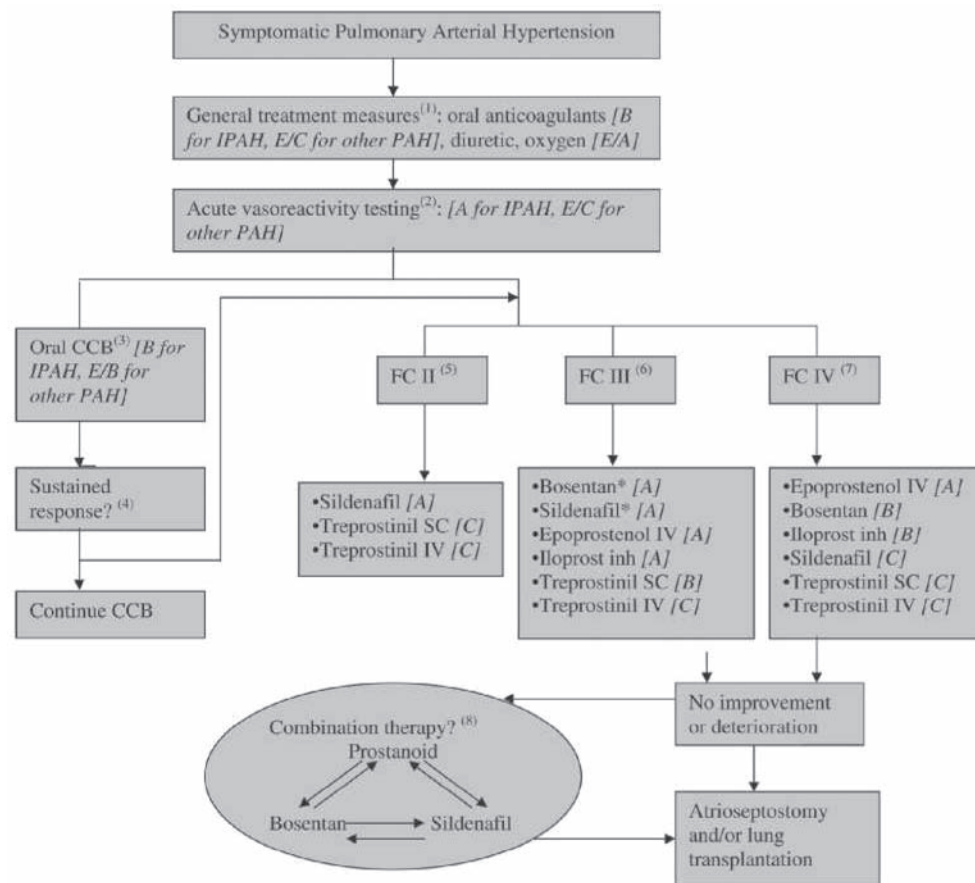 Symptomatic Pulmonary Arterial Hypertension
General treatment measures(1): oral anticoagulants [B
for IPAH, E/C for other PAH], diuretic, oxygen [E/A]
Acute vasoreactivity testing(2): [A for IPAH, E/C for
other PAH]
Oral CCB(3) [B for
IPAH, E/B for
other PAH]
Sustained
response? (4)
Continue CCB
FC II (5)
•Sildenafil [A]
•Treprostinil SC [C]
•Treprostinil IV [C]
FC III (6)
•Bosentan* [A]
•Sildenafil* [A]
•Epoprostenol IV [A]
•Iloprost inh [A]
•Treprostinil SC [B]
•Treprostinil IV [C]
FC IV (7)
•Epoprostenol IV [A]
•Bosentan [B]
•Iloprost inh [B]
•Sildenafil [C]
•Treprostinil SC [C]
•Treprostinil IV [C]
No improvement
or deterioration
Combination therapy? (8)
Prostanoid
Bosentan
Sildenafil
Atrioseptostomy
and/or lung
transplantation